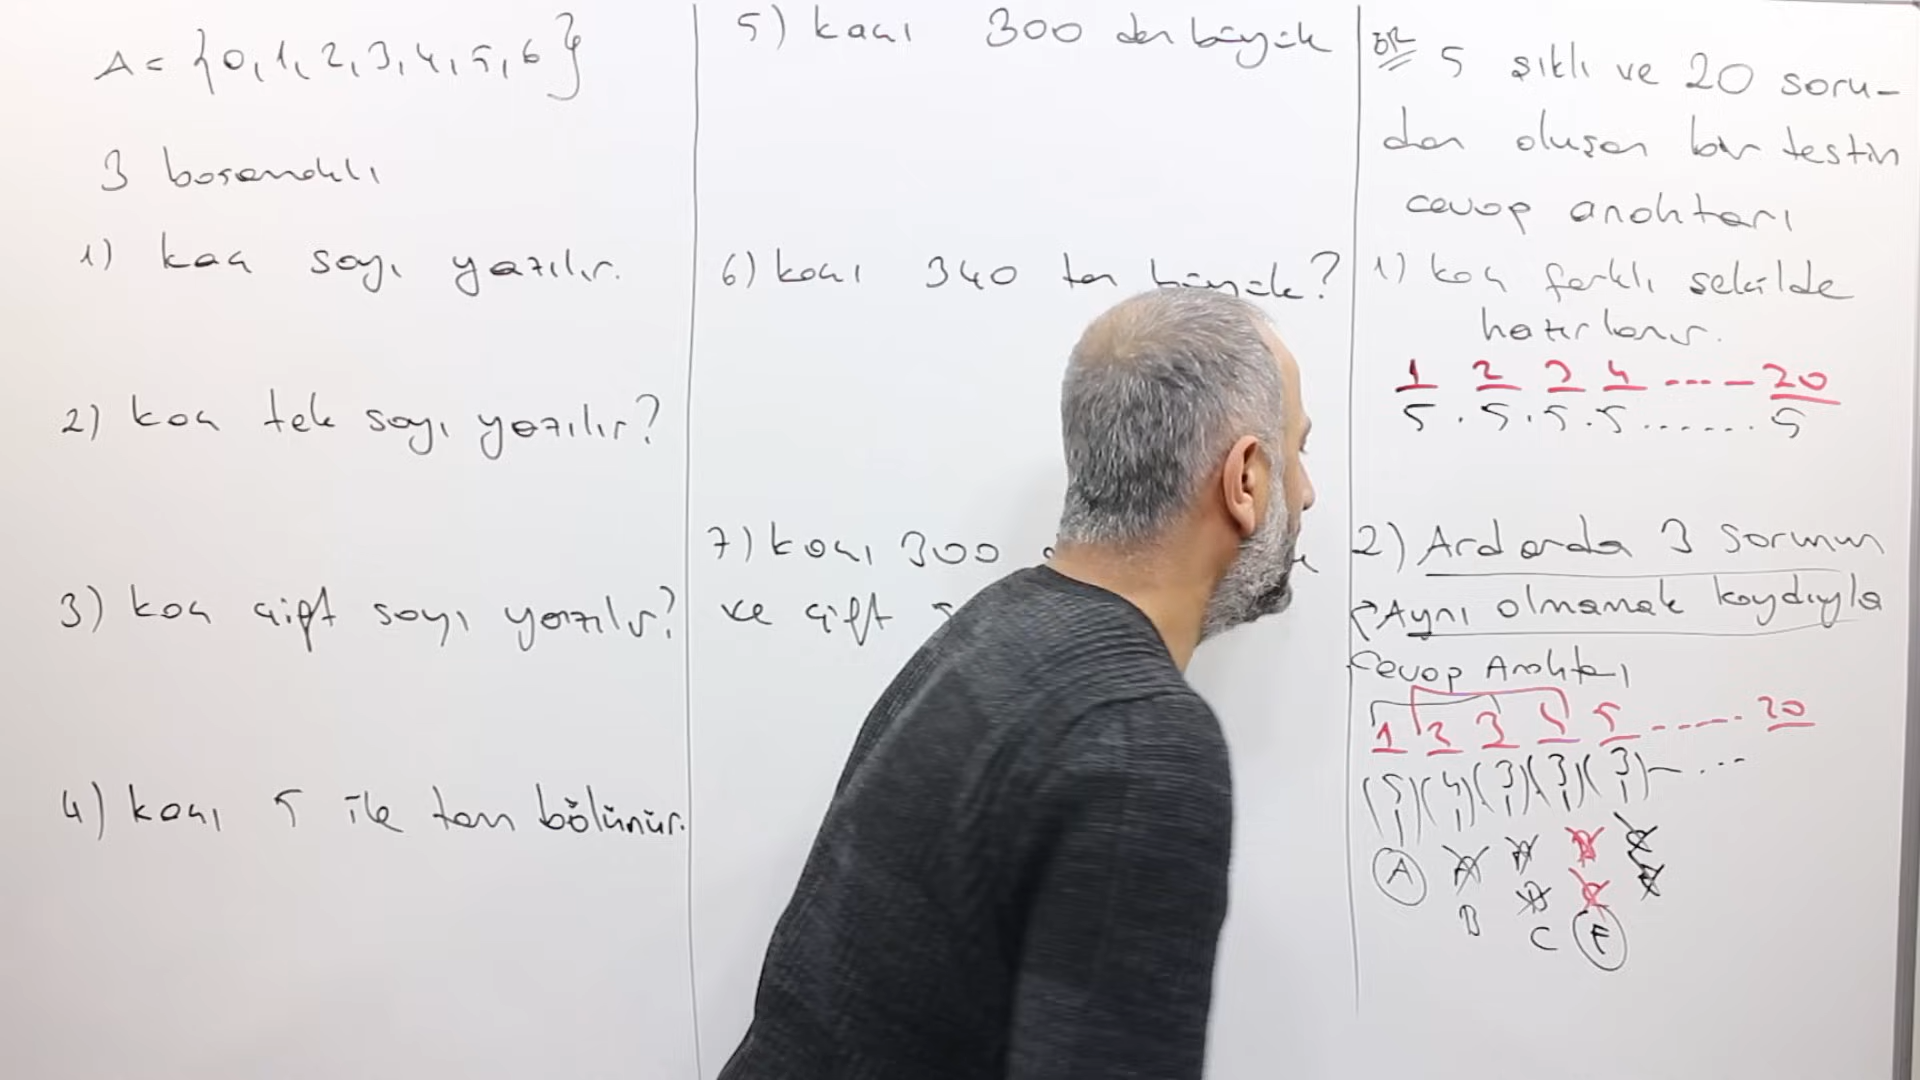 A = {0, 1, 2, 3, 4, 5, 6}
3 basamaklı
1) kaç sayı yazılır.
2) kaç tek sayı yazılır?
3) kaç çift sayı yazılır?
4) kaçı 5 ile tam bölünür.
5) kaçı 300 den büyük
6) kaçı 340 tan büyük?
7) kaçı 300
ve çift
ÖR 5 şıklı ve 20 soru-
dan oluşan bir testin
cevap anahtarı
1) kaç farklı şekilde
hazırlanır.
1 2 3 4 ---- 20
5 . 5 . 5 . 5 ....... 5
2) Ardarda 3 sorunun
Aynı olmamak kaydıyla
Cevap Anahtarı
1 2 3 4 5 ----- 20
(5)(4)(3)(3)(3) - ...
A A A B C
B B C
B C E